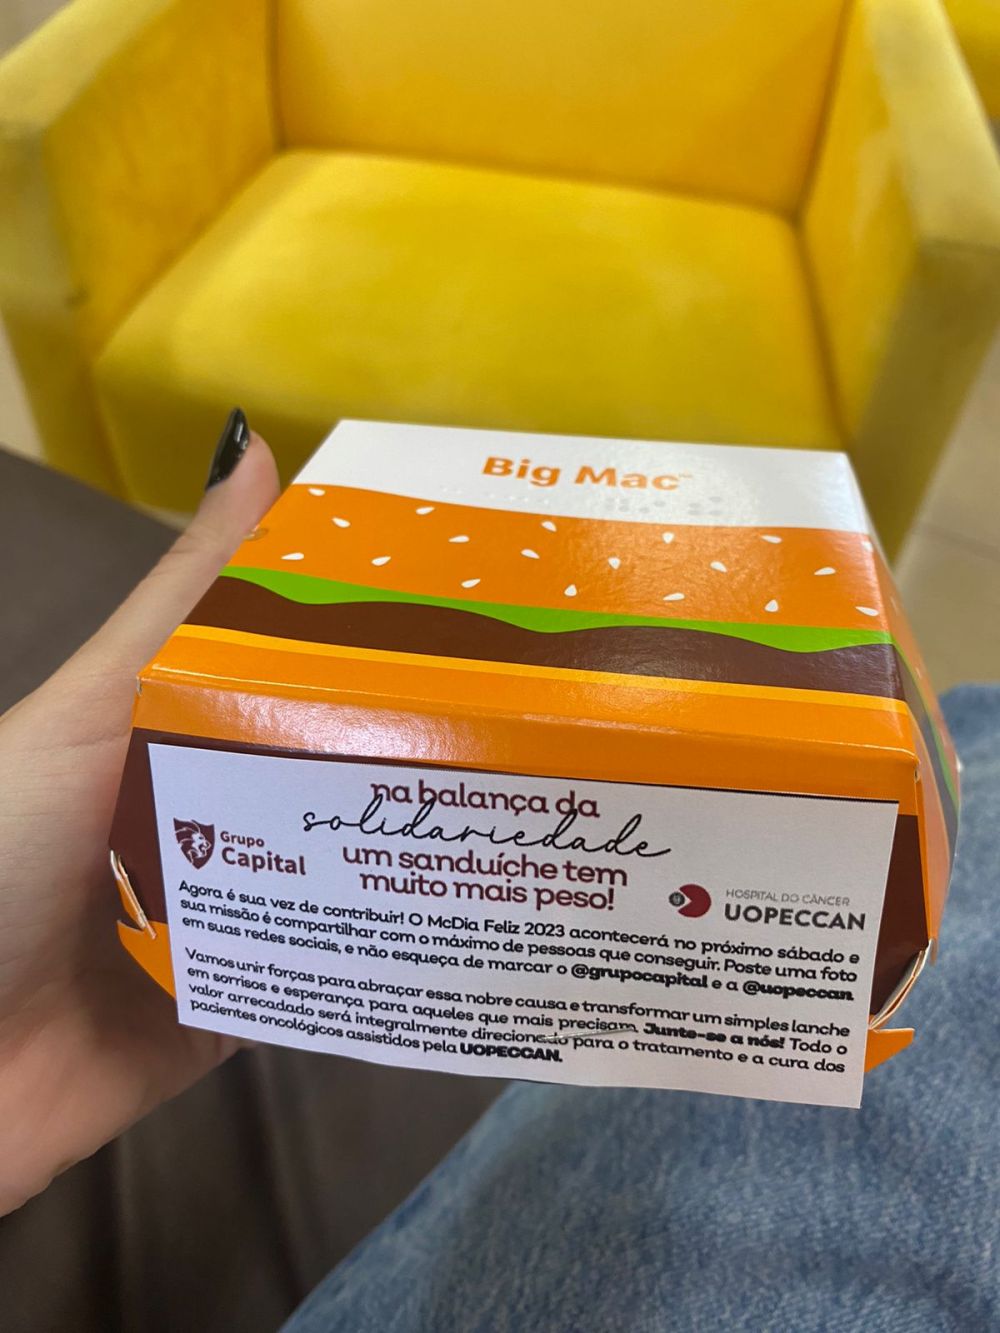 Big Mac™
na balança da
solidariedade
um sanduíche tem
muito mais peso!
Grupo
Capital
HOSPITAL DO CÂNCER
UOPECCAN
Agora é sua vez de contribuir! O McDia Feliz 2023 acontecerá no próximo sábado e
sua missão é compartilhar com o máximo de pessoas que conseguir. Poste uma foto
em suas redes sociais, e não esqueça de marcar o @grupocapital e a @uopeccan.
Vamos unir forças para abraçar essa nobre causa e transformar um simples lanche
em sorrisos e esperança para aqueles que mais precisam. Junte-se a nós! Todo o
valor arrecadado será integralmente direcionado para o tratamento e a cura dos
pacientes oncológicos assistidos pela UOPECCAN.